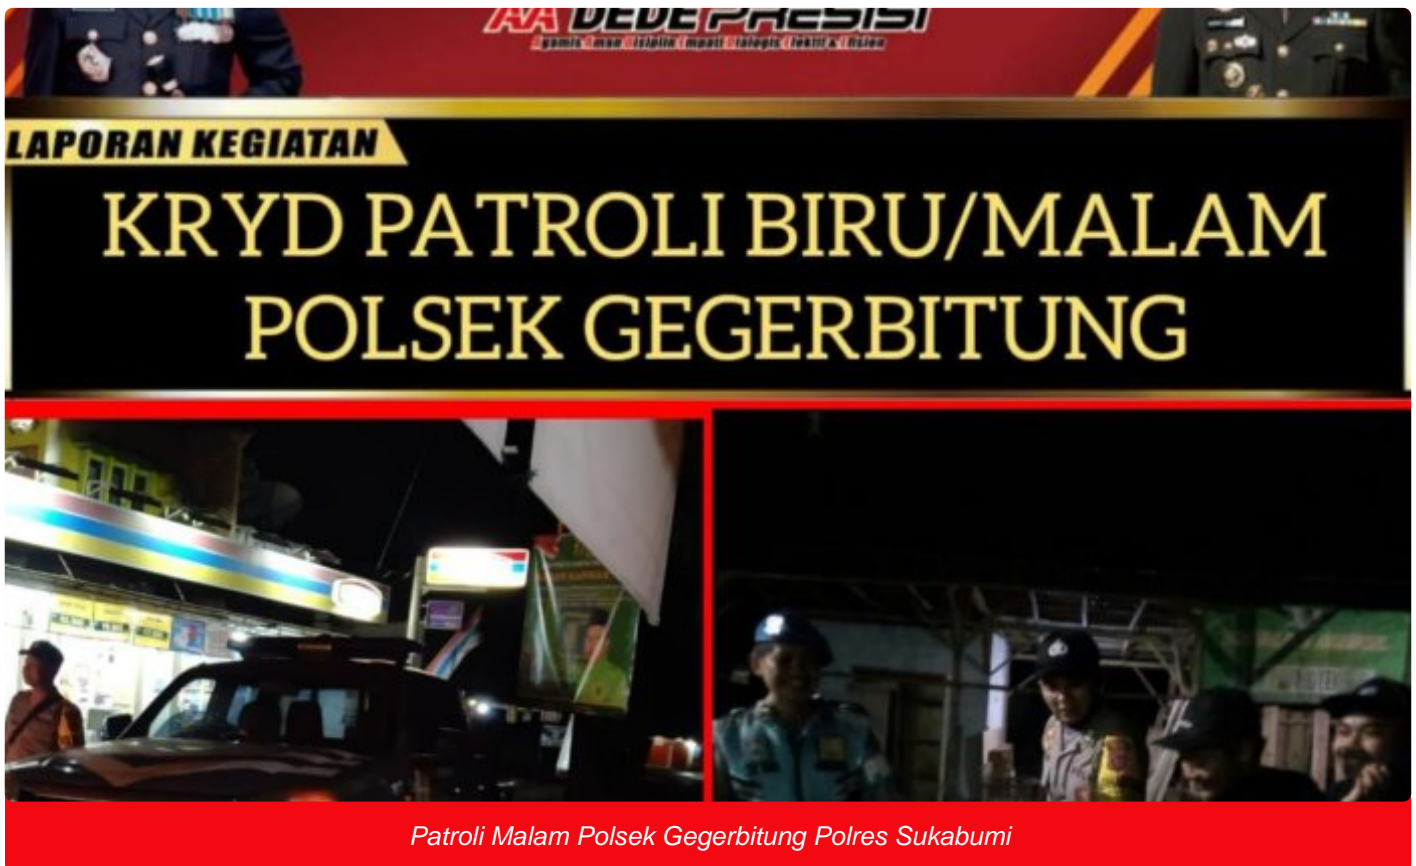 AA DEDE PRESISI
LAPORAN KEGIATAN
KRYD PATROLI BIRU/MALAM
POLSEK GEGERBITUNG
Patroli Malam Polsek Gegerbitung Polres Sukabumi